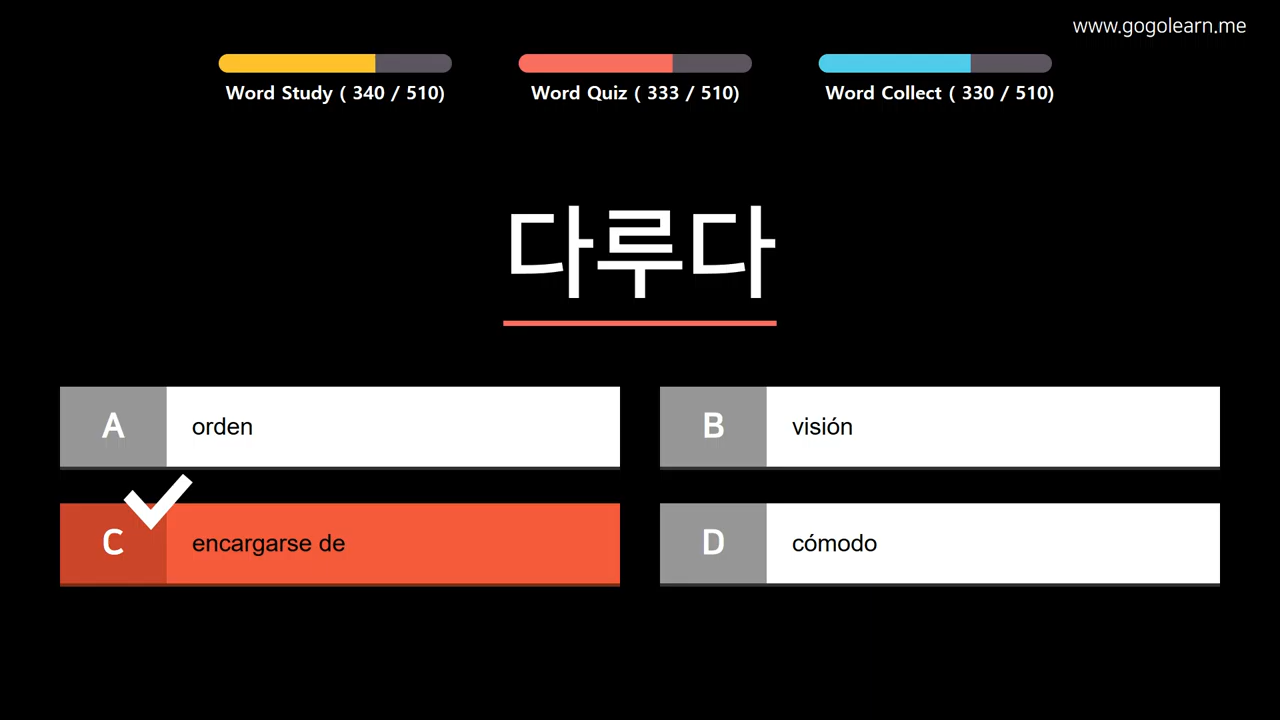 www.gogolearn.me
Word Study ( 340 / 510)
Word Quiz ( 333 / 510)
Word Collect ( 330 / 510)
다루다
A orden
B visión
C encargarse de
D cómodo